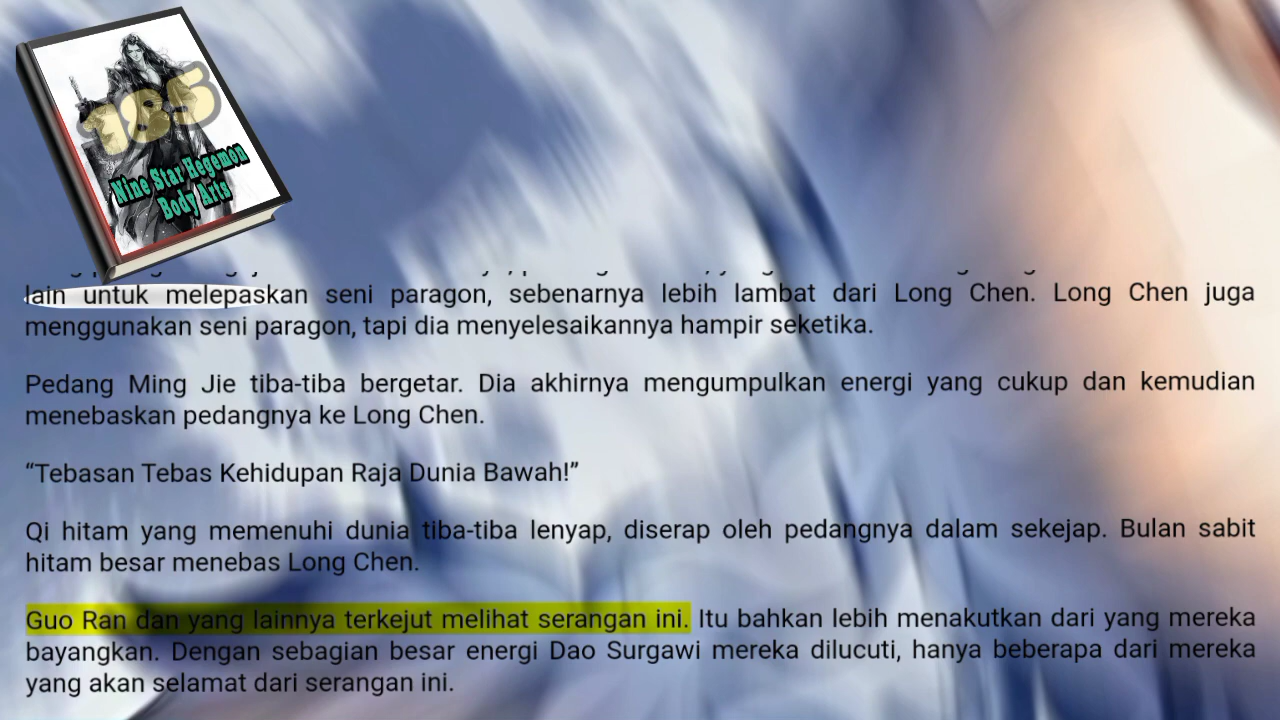 185
Nine Star Hegemon
Body Arts
lain untuk melepaskan seni paragon, sebenarnya lebih lambat dari Long Chen. Long Chen juga
menggunakan seni paragon, tapi dia menyelesaikannya hampir seketika.
Pedang Ming Jie tiba-tiba bergetar. Dia akhirnya mengumpulkan energi yang cukup dan kemudian
menebaskan pedangnya ke Long Chen.
“Tebasan Tebas Kehidupan Raja Dunia Bawah!”
Qi hitam yang memenuhi dunia tiba-tiba lenyap, diserap oleh pedangnya dalam sekejap. Bulan sabit
hitam besar menebas Long Chen.
Guo Ran dan yang lainnya terkejut melihat serangan ini. Itu bahkan lebih menakutkan dari yang mereka
bayangkan. Dengan sebagian besar energi Dao Surgawi mereka dilucuti, hanya beberapa dari mereka
yang akan selamat dari serangan ini.